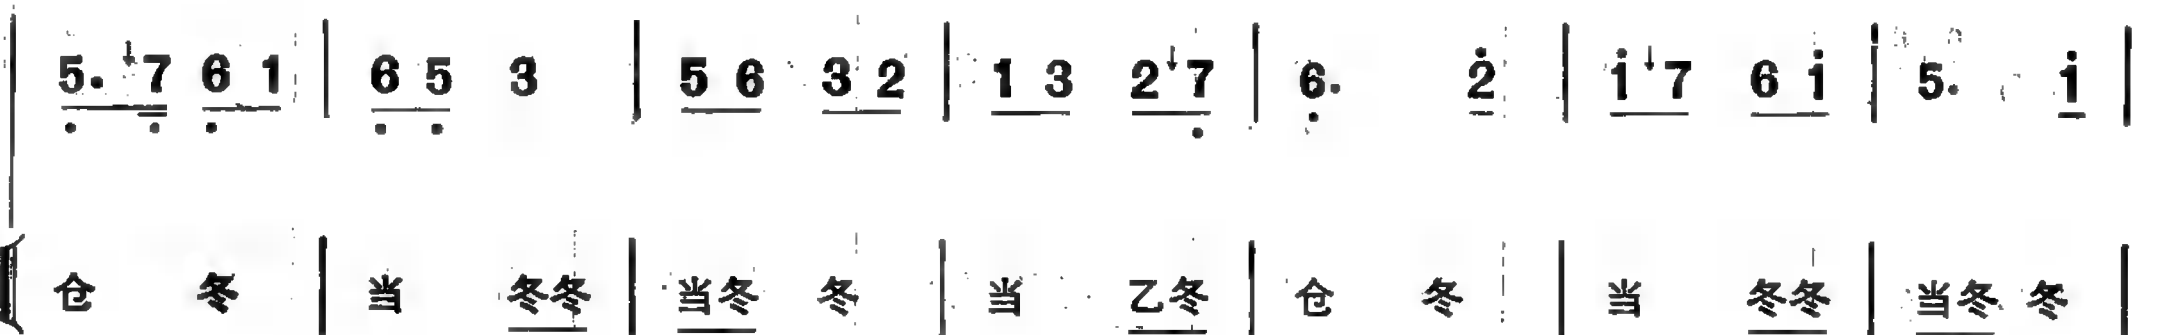 5. ↓7 6 1 | 6 5 3 | 5 6 3 2 | 1 3 2 ↓7 | 6. 2̇ | 1̇ ↓7 6 1̇ | 5. 1̇ |
仓 冬 | 当 冬冬 | 当冬 冬 | 当 乙冬 | 仓 冬 | 当 冬冬 | 当冬 冬 |